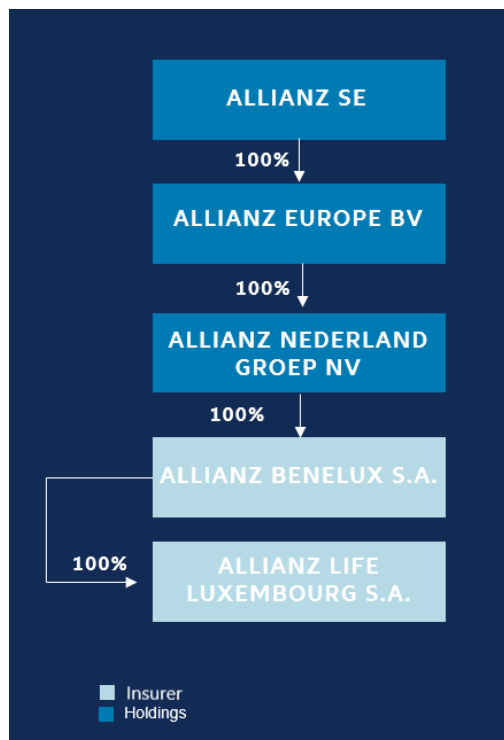 ALLIANZ SE
100%
ALLIANZ EUROPE BV
100%
ALLIANZ NEDERLAND
GROEP NV
100%
ALLIANZ BENELUX S.A.
100%
ALLIANZ LIFE
LUXEMBOURG S.A.
Insurer
Holdings